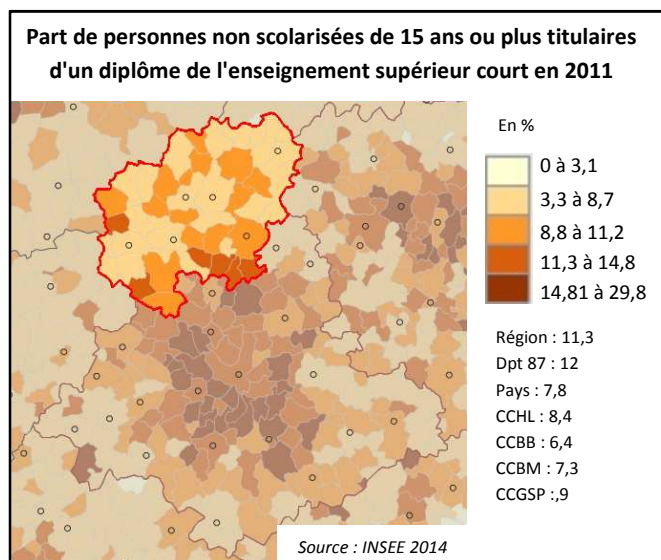 Part de personnes non scolarisées de 15 ans ou plus titulaires
d'un diplôme de l'enseignement supérieur court en 2011
En %
0 à 3,1
3,3 à 8,7
8,8 à 11,2
11,3 à 14,8
14,81 à 29,8
Région : 11,3
Dpt 87 : 12
Pays : 7,8
CCHL : 8,4
CCBB : 6,4
CCBM : 7,3
CCGSP :,9
Source : INSEE 2014